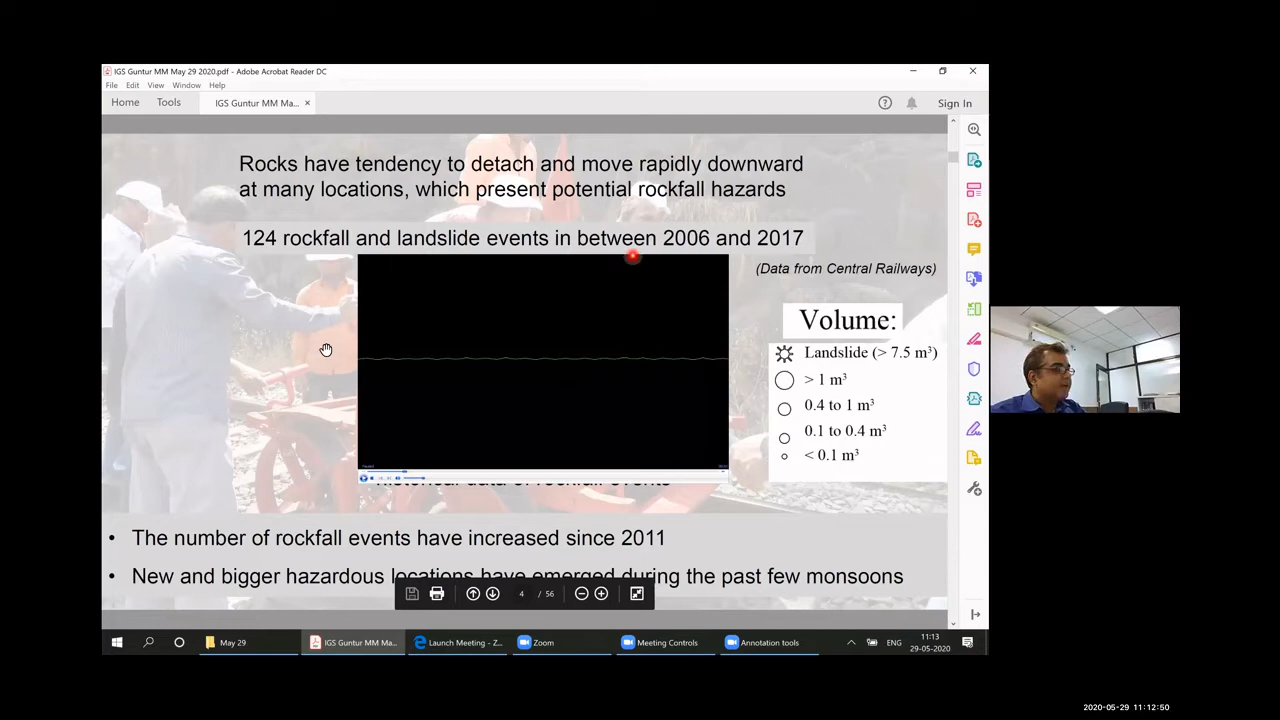 IGS Guntur MM May 29 2020.pdf - Adobe Acrobat Reader DC
File Edit View Window Help
Home Tools IGS Guntur MM Ma... × Sign In
Rocks have tendency to detach and move rapidly downward
at many locations, which present potential rockfall hazards
124 rockfall and landslide events in between 2006 and 2017
(Data from Central Railways)
Volume:
Landslide (> 7.5 m³)
> 1 m³
0.4 to 1 m³
0.1 to 0.4 m³
< 0.1 m³
Historical data of rockfall events
• The number of rockfall events have increased since 2011
• New and bigger hazardous locations have emerged during the past few monsoons
4 / 56
May 29 IGS Guntur MM Ma... Launch Meeting - Z... Zoom Meeting Controls Annotation tools ENG 11:13
29-05-2020
2020-05-29 11:12:50